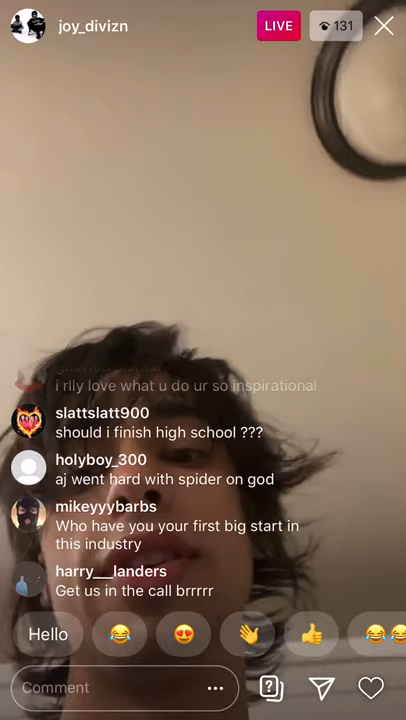 joy_divizn
LIVE
131
i rlly love what u do ur so inspirational
slattslatt900
should i finish high school ???
holyboy_300
aj went hard with spider on god
mikeyyybarbs
Who have you your first big start in
this industry
harry___landers
Get us in the call brrrrr
Hello
Comment